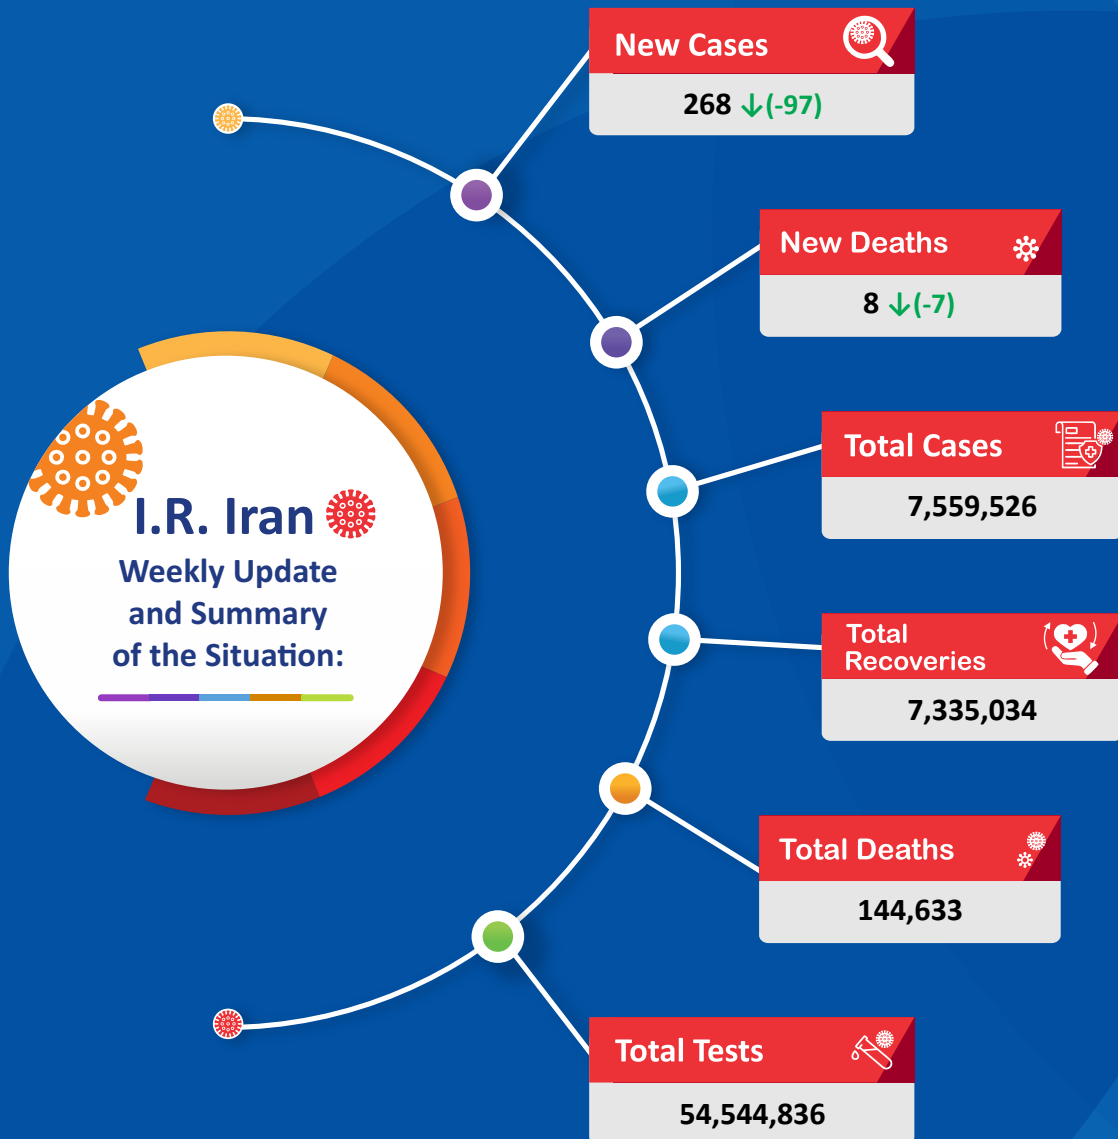 New Cases
268 ↓(-97)
New Deaths
8 ↓(-7)
I.R. Iran
Weekly Update
and Summary
of the Situation:
Total Cases
7,559,526
Total
Recoveries
7,335,034
Total Deaths
144,633
Total Tests
54,544,836